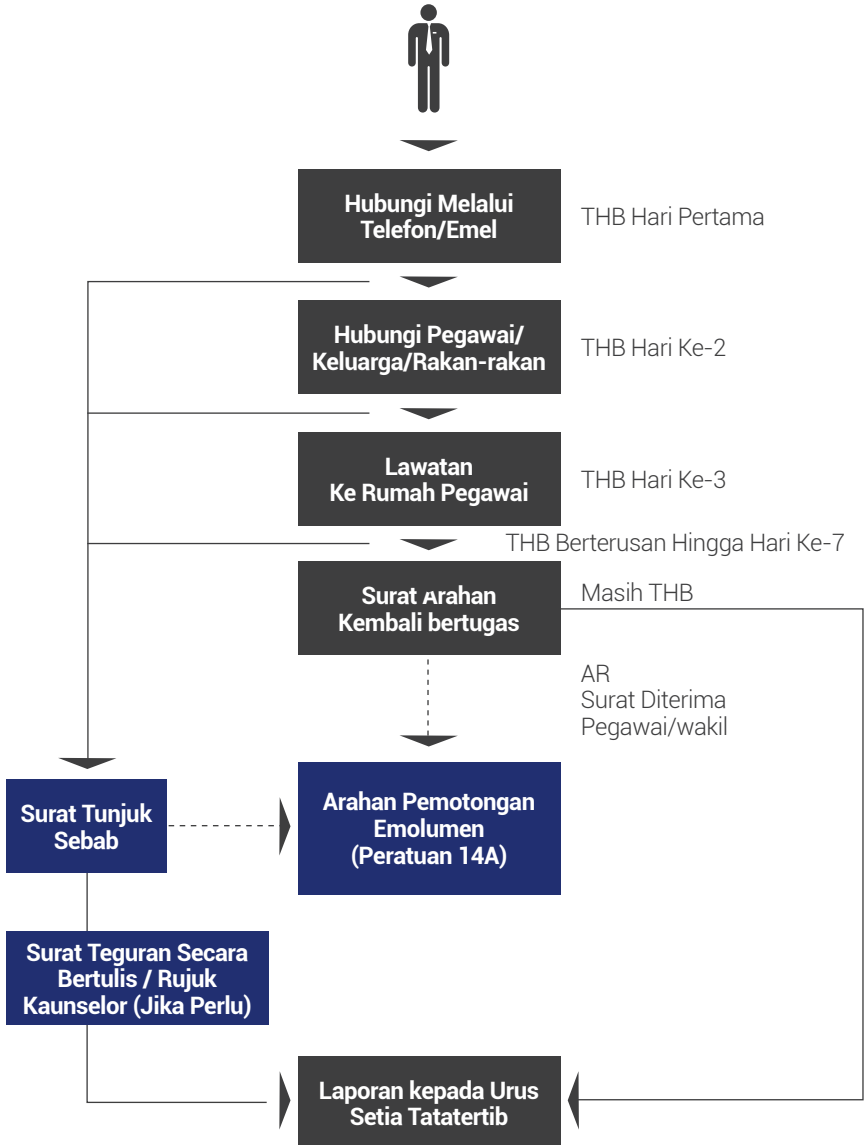 Hubungi Melalui
Telefon/Emel
THB Hari Pertama
Hubungi Pegawai/
Keluarga/Rakan-rakan
THB Hari Ke-2
Lawatan
Ke Rumah Pegawai
THB Hari Ke-3
THB Berterusan Hingga Hari Ke-7
Surat Arahan
Kembali bertugas
Masih THB
AR
Surat Diterima
Pegawai/wakil
Surat Tunjuk
Sebab
Arahan Pemotongan
Emolumen
(Peratuan 14A)
Surat Teguran Secara
Bertulis / Rujuk
Kaunselor (Jika Perlu)
Laporan kepada Urus
Setia Tatatertib